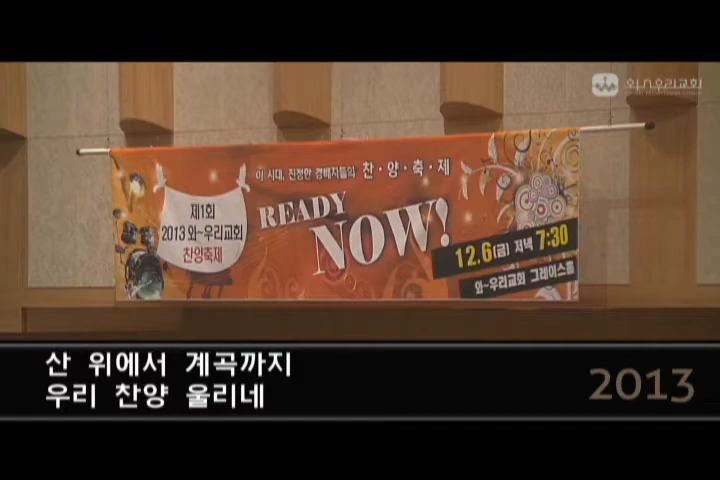 와~우리교회
이 시대, 진정한 경배자들의 찬·양·축·제
제1회
2013 와~우리교회
찬양축제
READY
NOW!
12.6(금) 저녁 7:30
와~우리교회 그레이스홀
산 위에서 계곡까지
우리 찬양 울리네
2013